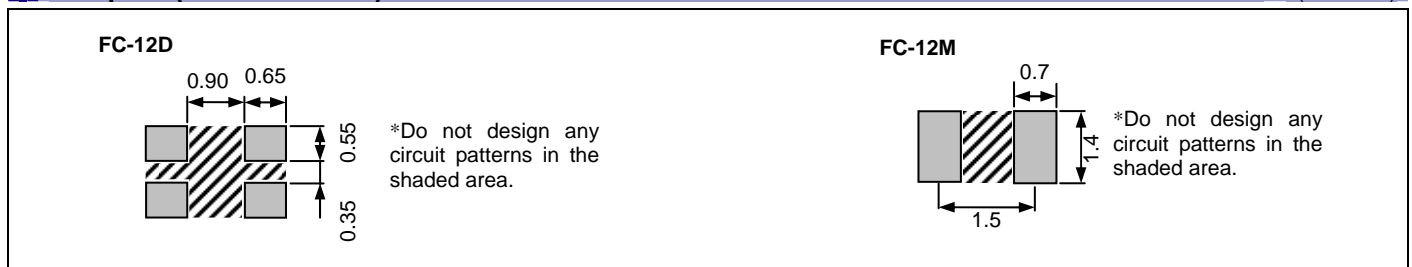 FC-12D
0.90
0.65
0.55
0.35
*Do not design any
circuit patterns in the
shaded area.
FC-12M
0.7
1.4
1.5
*Do not design any
circuit patterns in the
shaded area.